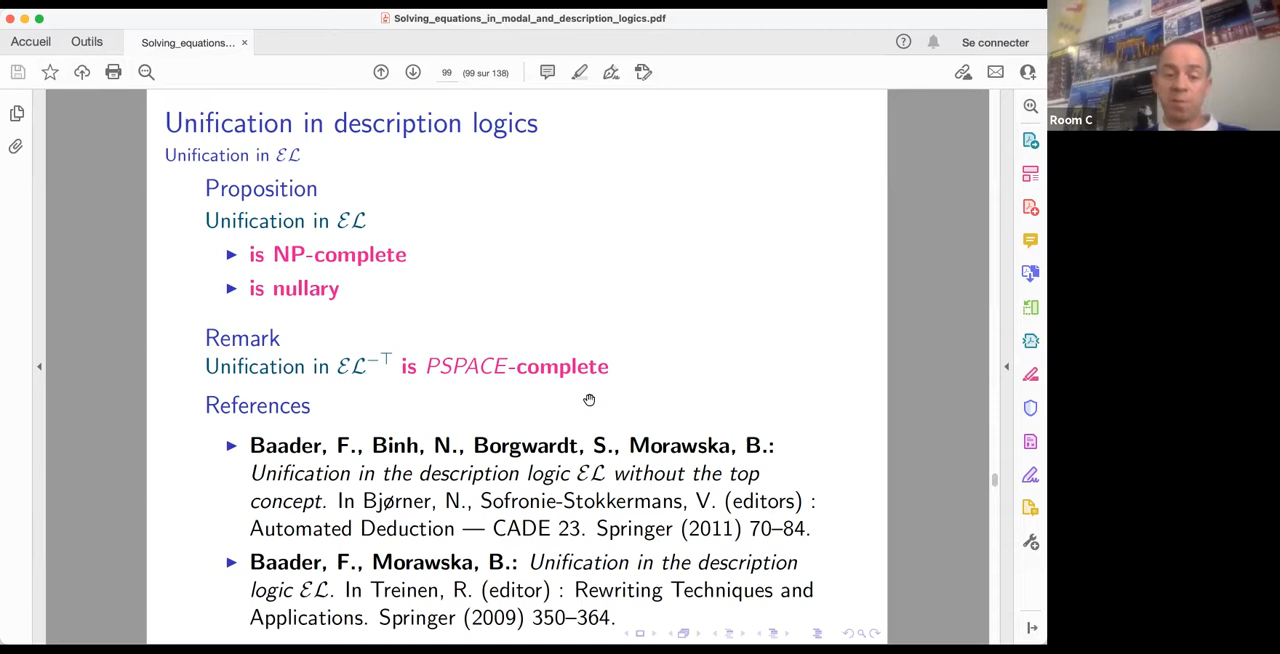 Solving_equations_in_modal_and_description_logics.pdf
Accueil Outils Solving_equations... × Se connecter
99 (99 sur 138)
Unification in description logics
Unification in ℰℒ
Proposition
Unification in ℰℒ
▶ is NP-complete
▶ is nullary
Remark
Unification in ℰℒ⁻⊤ is PSPACE-complete
References
▶ Baader, F., Binh, N., Borgwardt, S., Morawska, B.:
Unification in the description logic ℰℒ without the top
concept. In Bjørner, N., Sofronie-Stokkermans, V. (editors) :
Automated Deduction — CADE 23. Springer (2011) 70–84.
▶ Baader, F., Morawska, B.: Unification in the description
logic ℰℒ. In Treinen, R. (editor) : Rewriting Techniques and
Applications. Springer (2009) 350–364.
Room C